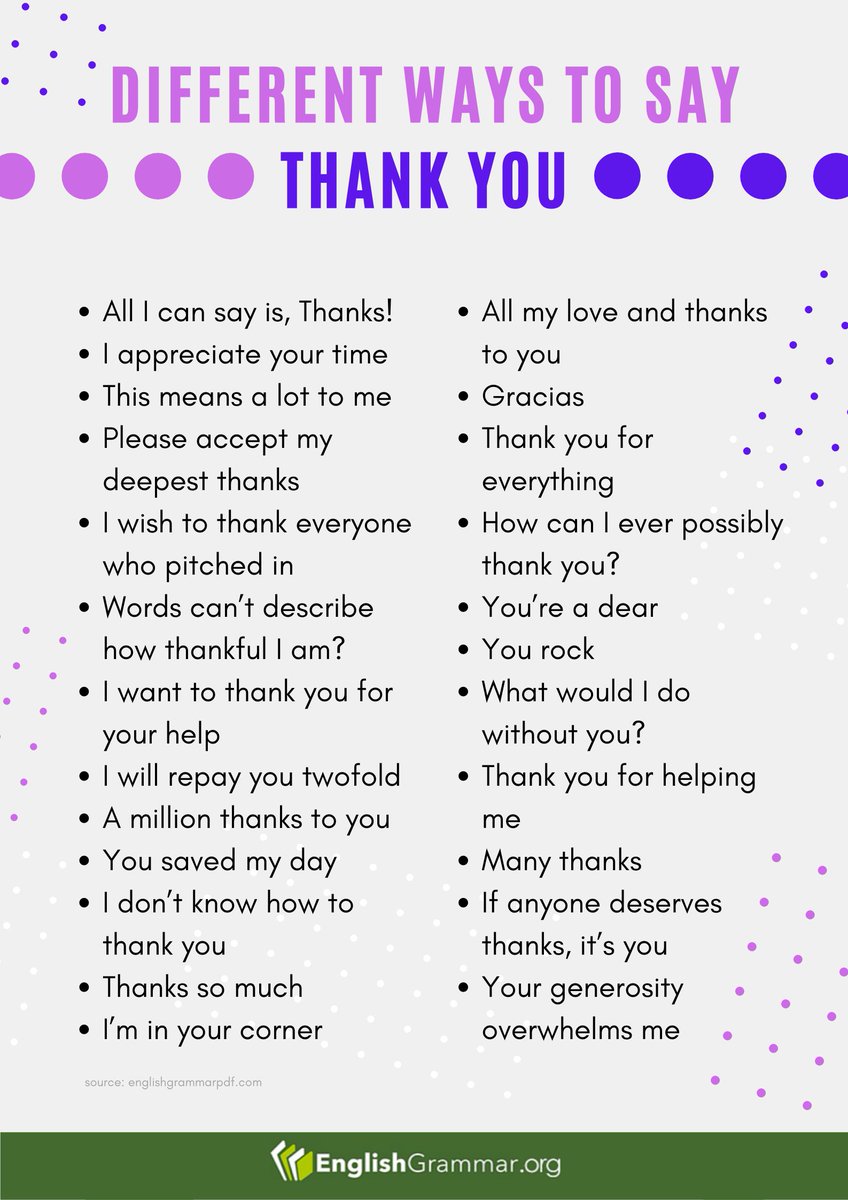 DIFFERENT WAYS TO SAY
THANK YOU
• All I can say is, Thanks!
• I appreciate your time
• This means a lot to me
• Please accept my
deepest thanks
• I wish to thank everyone
who pitched in
• Words can’t describe
how thankful I am?
• I want to thank you for
your help
• I will repay you twofold
• A million thanks to you
• You saved my day
• I don’t know how to
thank you
• Thanks so much
• I’m in your corner
• All my love and thanks
to you
• Gracias
• Thank you for
everything
• How can I ever possibly
thank you?
• You’re a dear
• You rock
• What would I do
without you?
• Thank you for helping
me
• Many thanks
• If anyone deserves
thanks, it’s you
• Your generosity
overwhelms me
source: englishgrammarpdf.com
EnglishGrammar.org